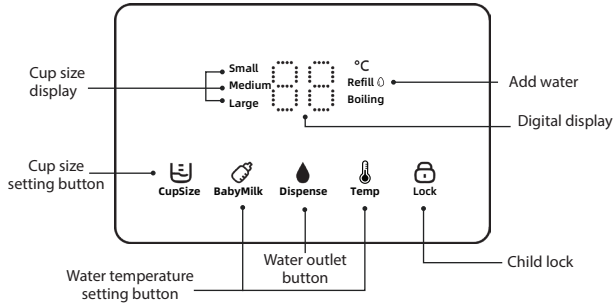 Cup size
display
Small
Medium
Large
88
°C
Refill
Boiling
Add water
Digital display
Cup size
setting button
CupSize
BabyMilk
Dispense
Temp
Lock
Water temperature
setting button
Water outlet
button
Child lock